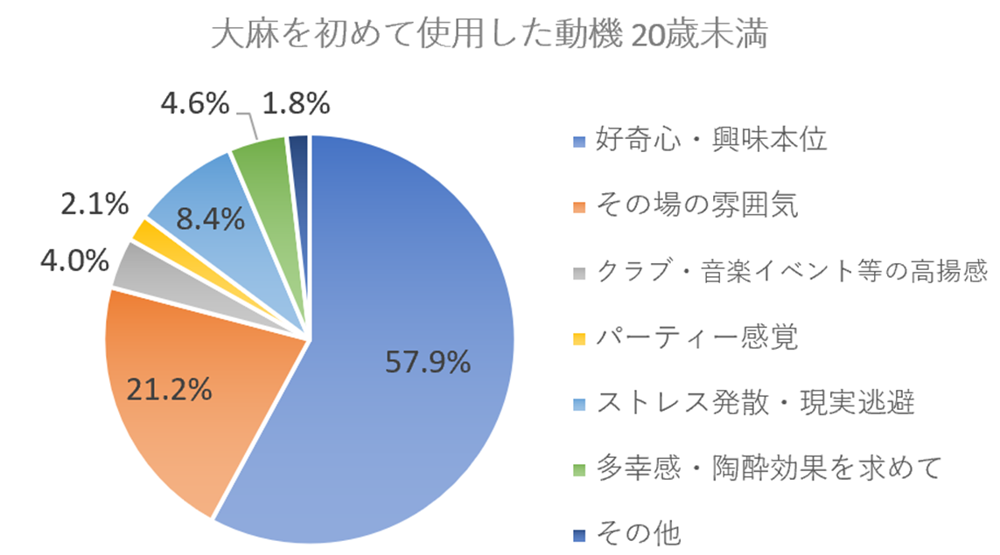 大麻を初めて使用した動機 20歳未満
4.6%
1.8%
2.1%
8.4%
4.0%
57.9%
21.2%
好奇心・興味本位
その場の雰囲気
クラブ・音楽イベント等の高揚感
パーティー感覚
ストレス発散・現実逃避
多幸感・陶酔効果を求めて
その他